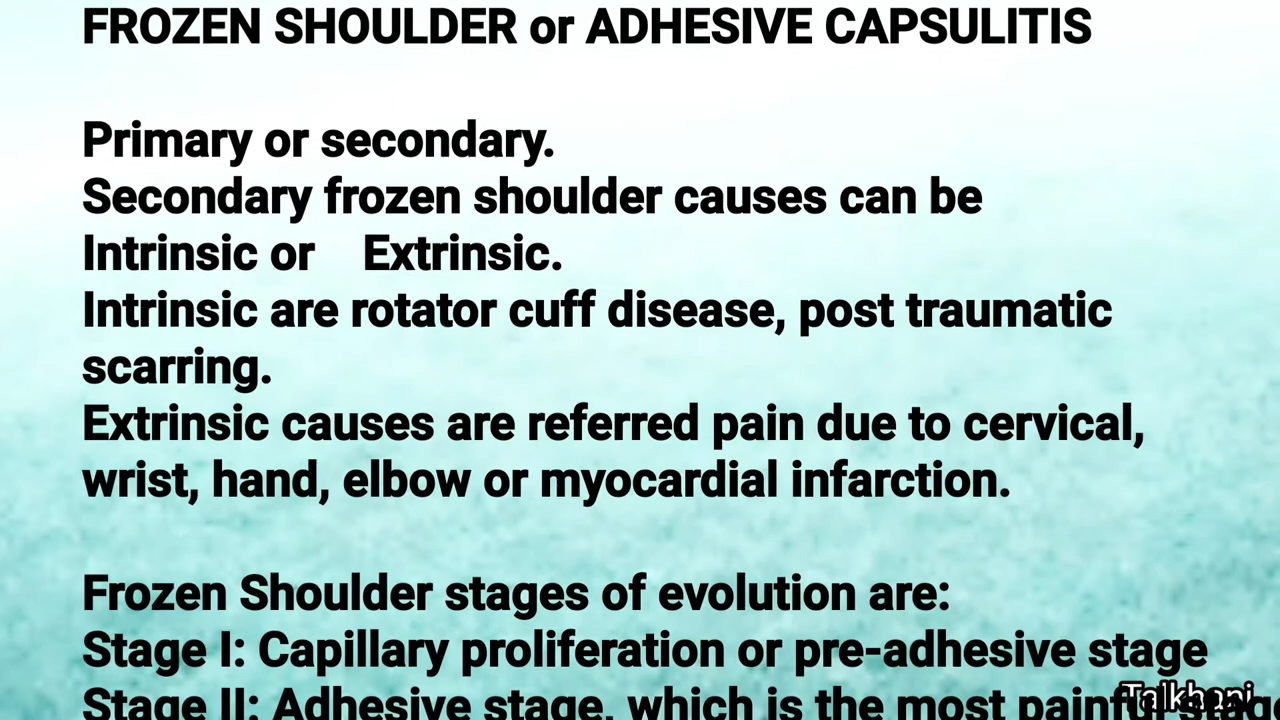 FROZEN SHOULDER or ADHESIVE CAPSULITIS
Primary or secondary.
Secondary frozen shoulder causes can be
Intrinsic or    Extrinsic.
Intrinsic are rotator cuff disease, post traumatic
scarring.
Extrinsic causes are referred pain due to cervical,
wrist, hand, elbow or myocardial infarction.
Frozen Shoulder stages of evolution are:
Stage I: Capillary proliferation or pre-adhesive stage
Stage II: Adhesive stage, which is the most painful
Talkhani